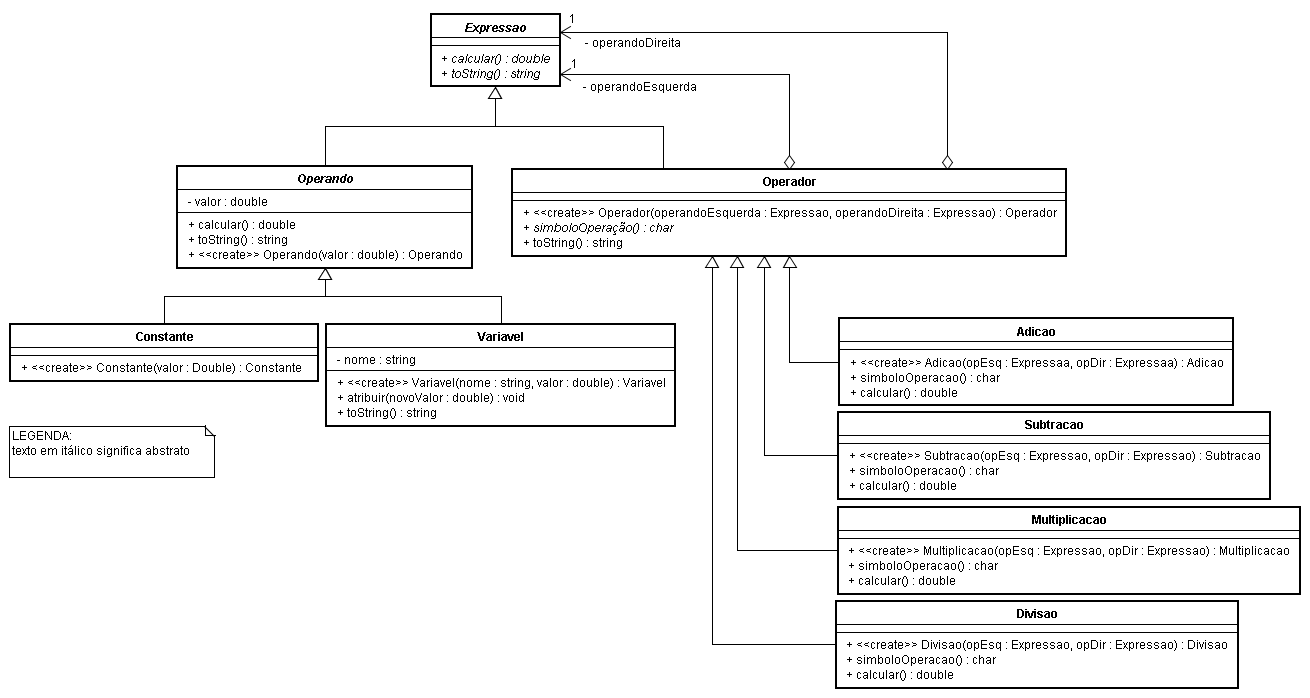 Expressao
+ calcular() : double
+ toString() : string
1
- operandoDireita
1
- operandoEsquerda
Operando
- valor : double
+ calcular() : double
+ toString() : string
+ <<create>> Operando(valor : double) : Operando
Operador
+ <<create>> Operador(operandoEsquerda : Expressao, operandoDireita : Expressao) : Operador
+ simboloOperação() : char
+ toString() : string
Constante
+ <<create>> Constante(valor : Double) : Constante
Variavel
- nome : string
+ <<create>> Variavel(nome : string, valor : double) : Variavel
+ atribuir(novoValor : double) : void
+ toString() : string
LEGENDA:
texto em itálico significa abstrato
Adicao
+ <<create>> Adicao(opEsq : Expressaa, opDir : Expressaa) : Adicao
+ simboloOperacao() : char
+ calcular() : double
Subtracao
+ <<create>> Subtracao(opEsq : Expressao, opDir : Expressao) : Subtracao
+ simboloOperacao() : char
+ calcular() : double
Multiplicacao
+ <<create>> Multiplicacao(opEsq : Expressao, opDir : Expressao) : Multiplicacao
+ simboloOperacao() : char
+ calcular() : double
Divisao
+ <<create>> Divisao(opEsq : Expressao, opDir : Expressao) : Divisao
+ simboloOperacao() : char
+ calcular() : double